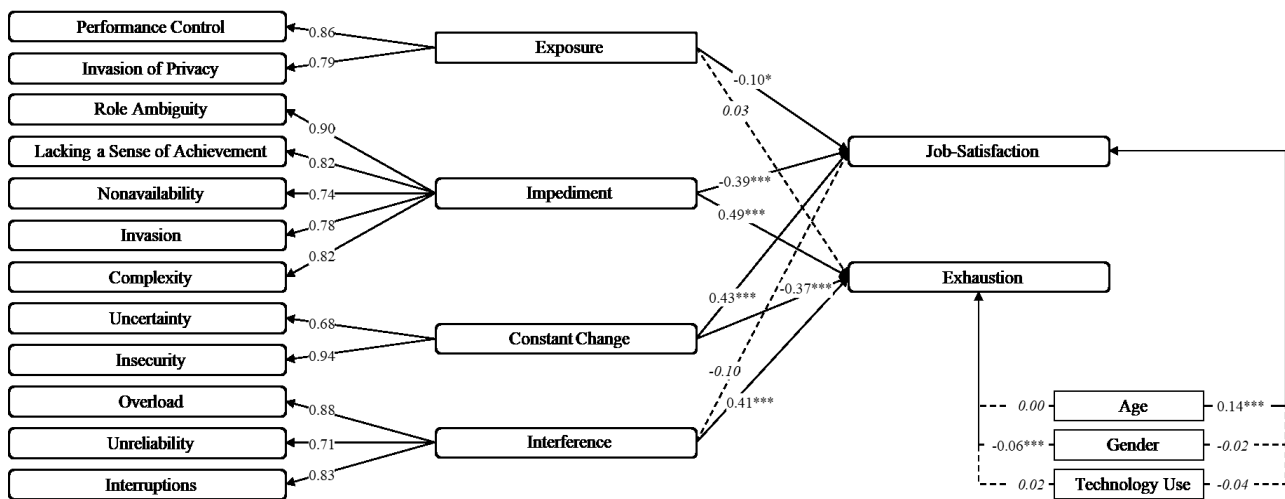 Performance Control
0.86
Exposure
Invasion of Privacy
0.79
-0.10*
0.03
Role Ambiguity
0.90
Lacking a Sense of Achievement
0.82
Job-Satisfaction
Nonavailability
0.74
Impediment
-0.39***
0.49***
Invasion
0.78
Complexity
0.82
Exhaustion
Uncertainty
0.68
0.43***
-0.37***
Constant Change
Insecurity
0.94
-0.10
Overload
0.88
0.41***
0.00
Age
0.14***
Unreliability
0.71
Interference
-0.06***
Gender
-0.02
Interruptions
0.83
0.02
Technology Use
-0.04